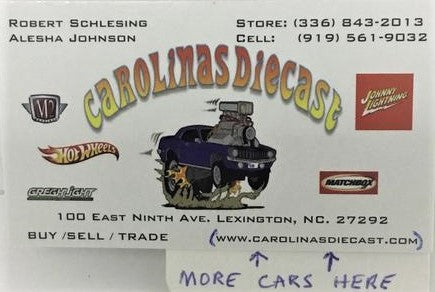 Robert Schlesing Store: (336) 843-2013
Alesha Johnson Cell: (919) 561-9032
Carolinas Diecast
M2
Johnny Lightning
Hot Wheels
Greenlight
Matchbox
100 East Ninth Ave. Lexington, NC. 27292
Buy /Sell / Trade (www.carolinasdiecast.com)
MORE CARS HERE